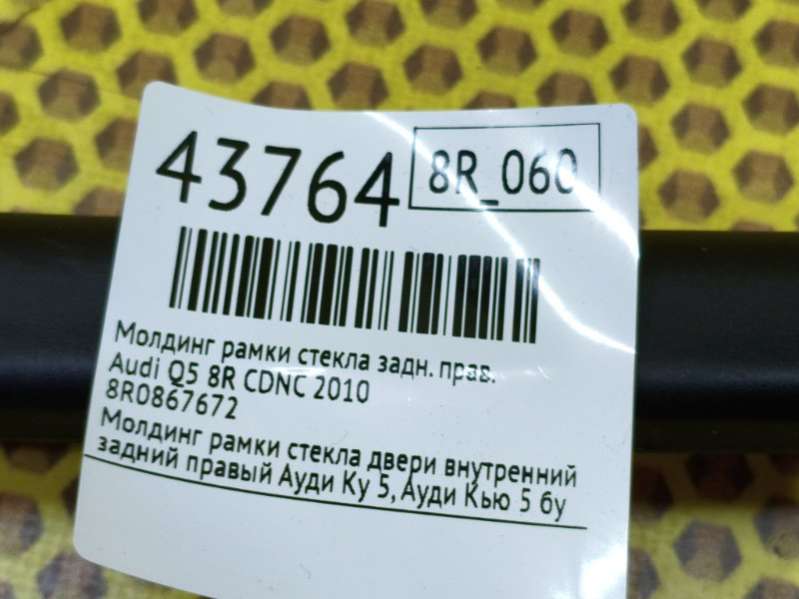 43764
8R_060
Молдинг рамки стекла задн. прав.
Audi Q5 8R CDNC 2010
8R0867672
Молдинг рамки стекла двери внутренний
задний правый Ауди Ку 5, Ауди Кью 5 бу